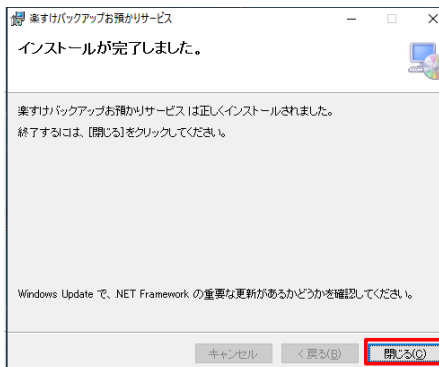 楽すけバックアップお預かりサービス
インストールが完了しました。
楽すけバックアップお預かりサービス は正しくインストールされました。
終了するには、[閉じる]をクリックしてください。
Windows Update で、.NET Framework の重要な更新があるかどうかを確認してください。
キャンセル < 戻る(B) 閉じる(C)